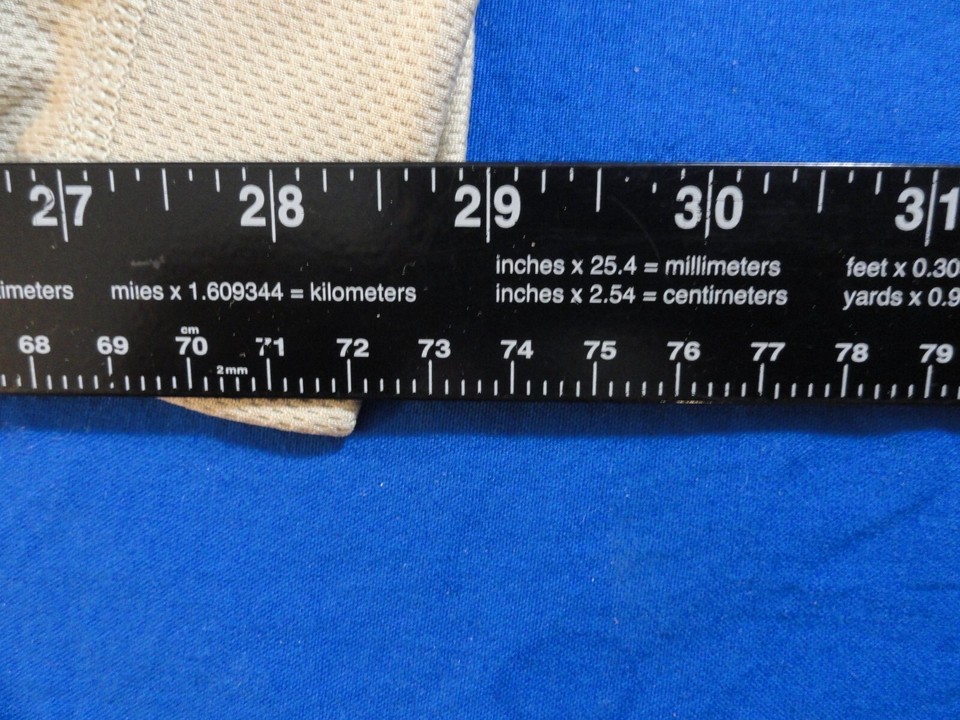 27 28 29 30 31
inches x 25.4 = millimeters feet x 0.30
imeters miles x 1.609344 = kilometers inches x 2.54 = centimeters yards x 0.9
cm
68 69 70 71 72 73 74 75 76 77 78 79
2mm